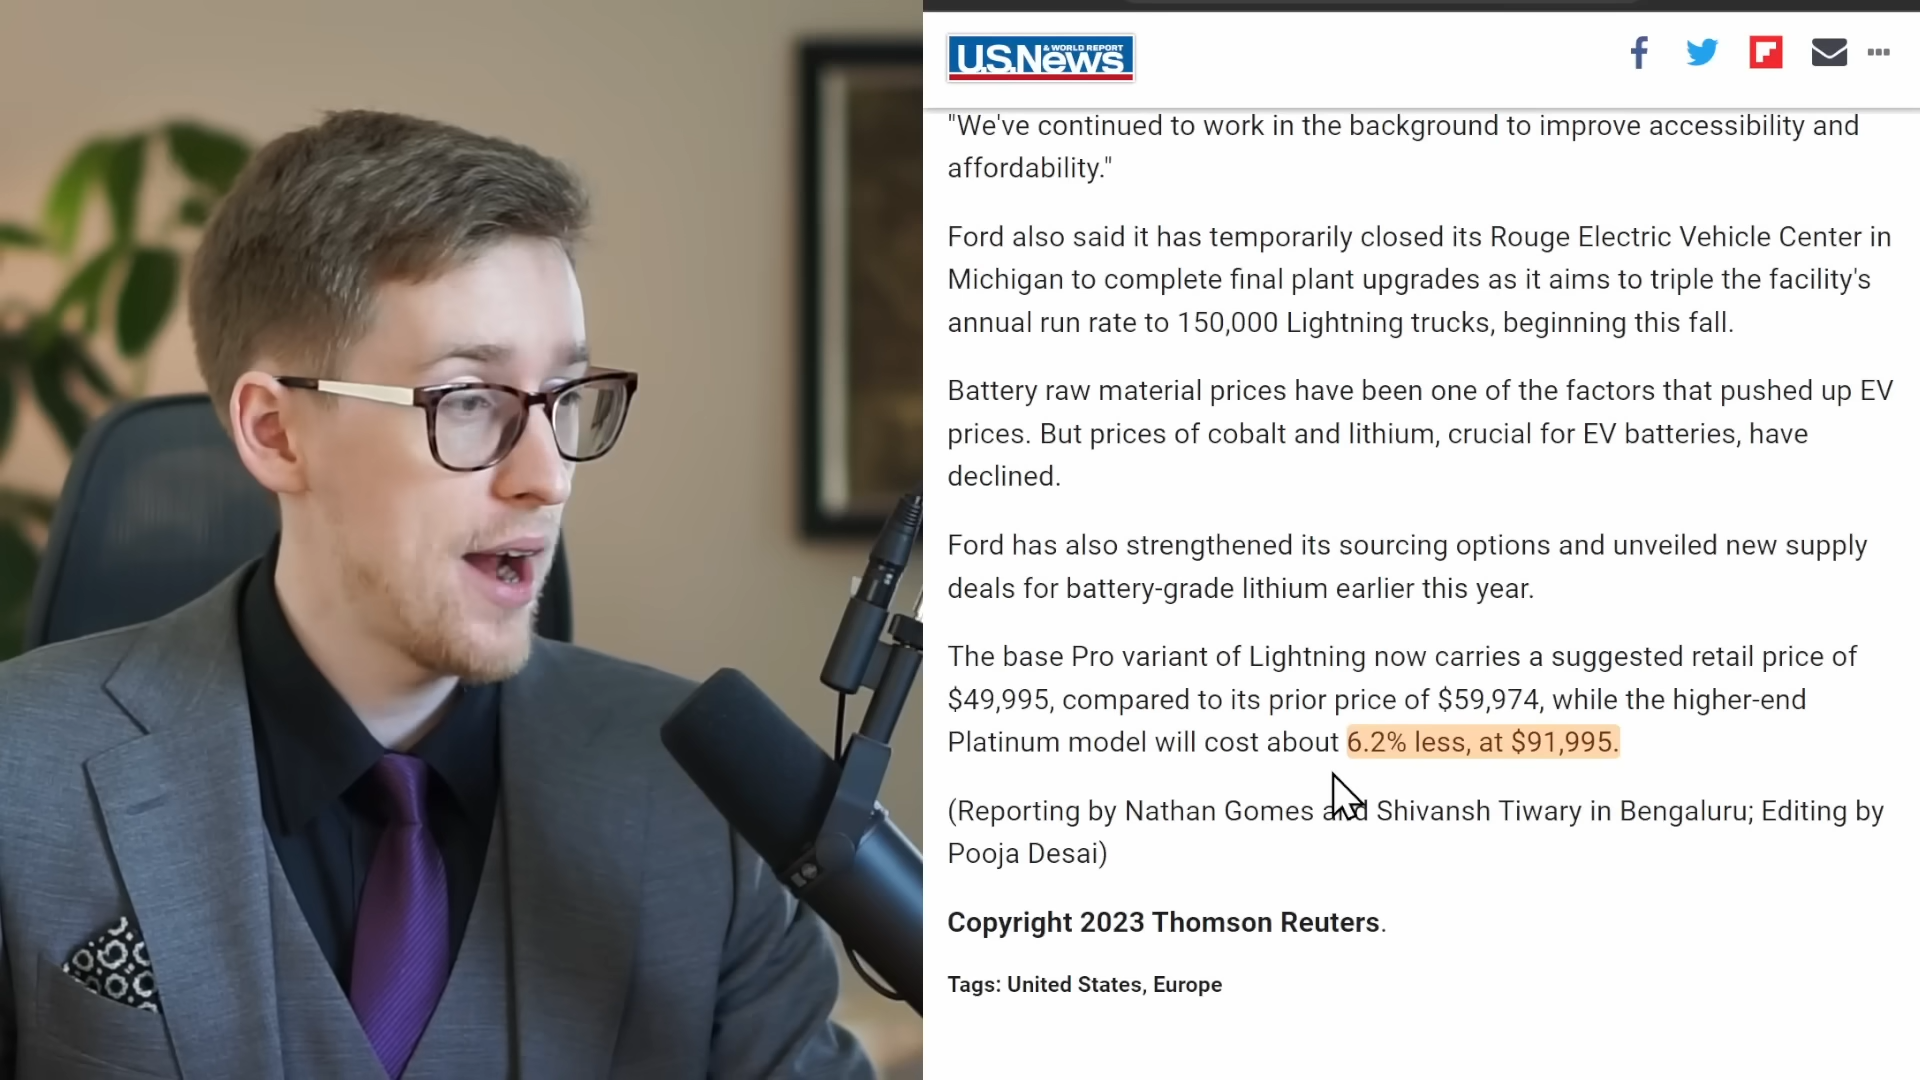 U.S.News
& WORLD REPORT
"We've continued to work in the background to improve accessibility and
affordability."
Ford also said it has temporarily closed its Rouge Electric Vehicle Center in
Michigan to complete final plant upgrades as it aims to triple the facility's
annual run rate to 150,000 Lightning trucks, beginning this fall.
Battery raw material prices have been one of the factors that pushed up EV
prices. But prices of cobalt and lithium, crucial for EV batteries, have
declined.
Ford has also strengthened its sourcing options and unveiled new supply
deals for battery-grade lithium earlier this year.
The base Pro variant of Lightning now carries a suggested retail price of
$49,995, compared to its prior price of $59,974, while the higher-end
Platinum model will cost about 6.2% less, at $91,995.
(Reporting by Nathan Gomes and Shivansh Tiwary in Bengaluru; Editing by
Pooja Desai)
Copyright 2023 Thomson Reuters.
Tags: United States, Europe